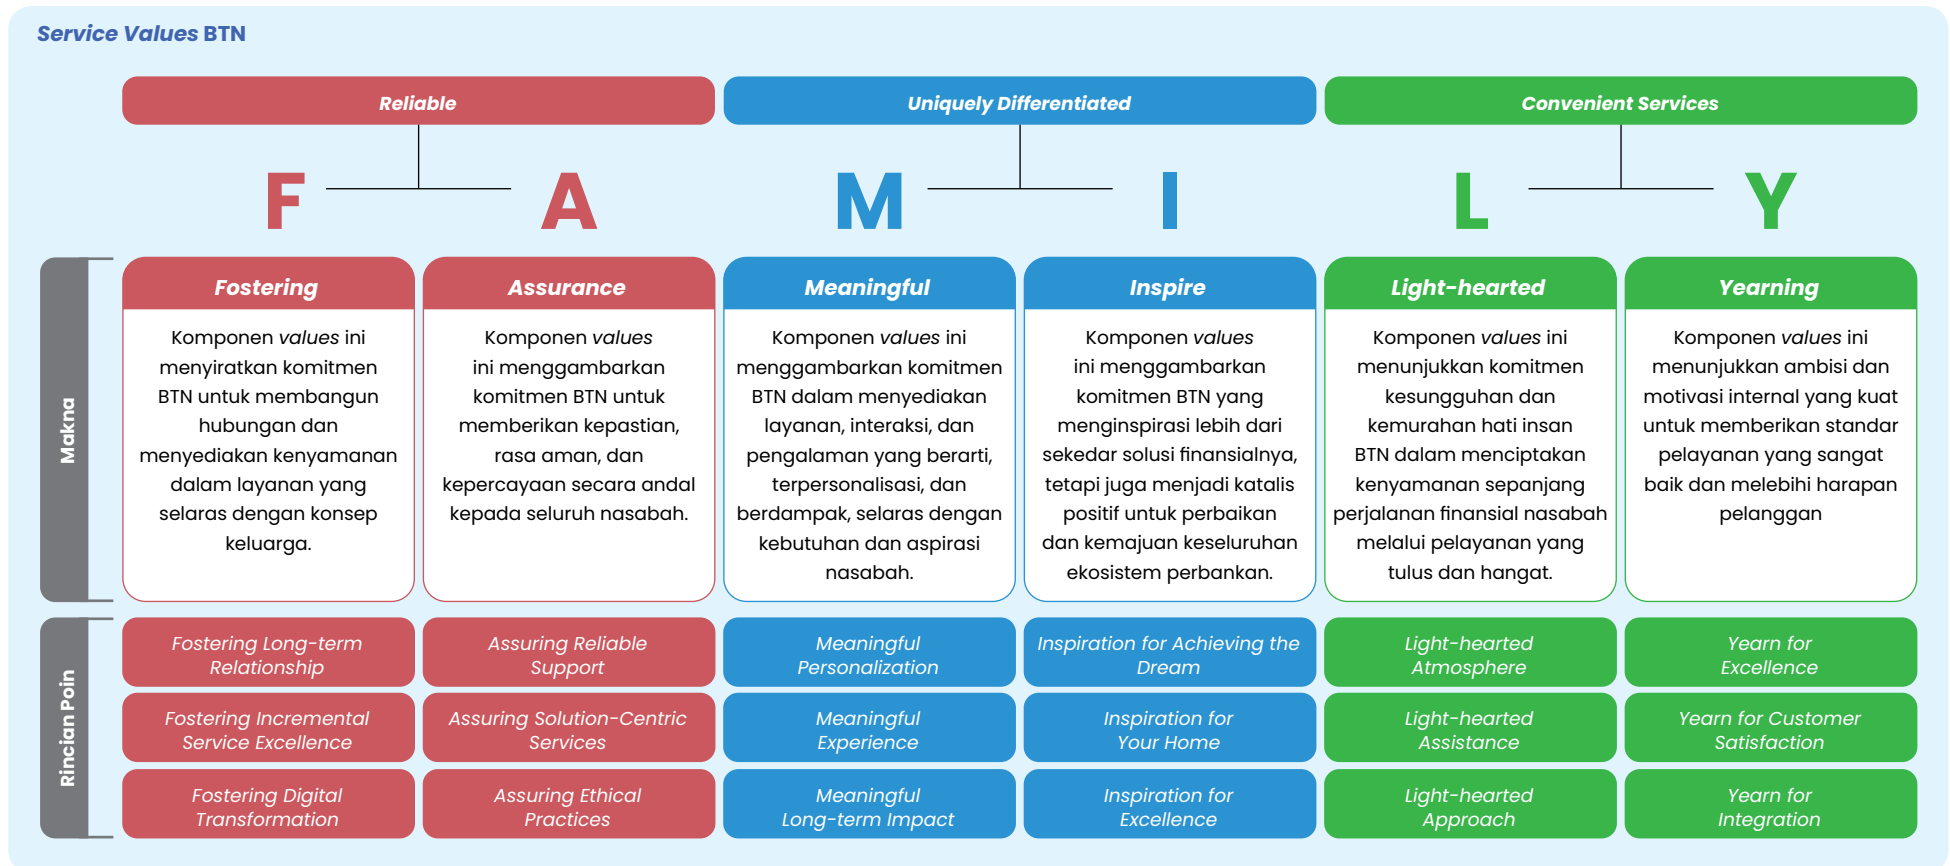 Service Values BTN
Reliable
Uniquely Differentiated
Convenient Services
F
A
M
I
L
Y
Makna
Fostering
Komponen values ini
menyiratkan komitmen
BTN untuk membangun
hubungan dan
menyediakan kenyamanan
dalam layanan yang
selaras dengan konsep
keluarga.
Assurance
Komponen values
ini menggambarkan
komitmen BTN untuk
memberikan kepastian,
rasa aman, dan
kepercayaan secara andal
kepada seluruh nasabah.
Meaningful
Komponen values ini
menggambarkan komitmen
BTN dalam menyediakan
layanan, interaksi, dan
pengalaman yang berarti,
terpersonalisasi, dan
berdampak, selaras dengan
kebutuhan dan aspirasi
nasabah.
Inspire
Komponen values
ini menggambarkan
komitmen BTN yang
menginspirasi lebih dari
sekedar solusi finansialnya,
tetapi juga menjadi katalis
positif untuk perbaikan
dan kemajuan keseluruhan
ekosistem perbankan.
Light-hearted
Komponen values ini
menunjukkan komitmen
kesungguhan dan
kemurahan hati insan
BTN dalam menciptakan
kenyamanan sepanjang
perjalanan finansial nasabah
melalui pelayanan yang
tulus dan hangat.
Yearning
Komponen values ini
menunjukkan ambisi dan
motivasi internal yang kuat
untuk memberikan standar
pelayanan yang sangat
baik dan melebihi harapan
pelanggan
Rincian Poin
Fostering Long-term
Relationship
Assuring Reliable
Support
Meaningful
Personalization
Inspiration for Achieving the
Dream
Light-hearted
Atmosphere
Yearn for
Excellence
Fostering Incremental
Service Excellence
Assuring Solution-Centric
Services
Meaningful
Experience
Inspiration for
Your Home
Light-hearted
Assistance
Yearn for Customer
Satisfaction
Fostering Digital
Transformation
Assuring Ethical
Practices
Meaningful
Long-term Impact
Inspiration for
Excellence
Light-hearted
Approach
Yearn for
Integration